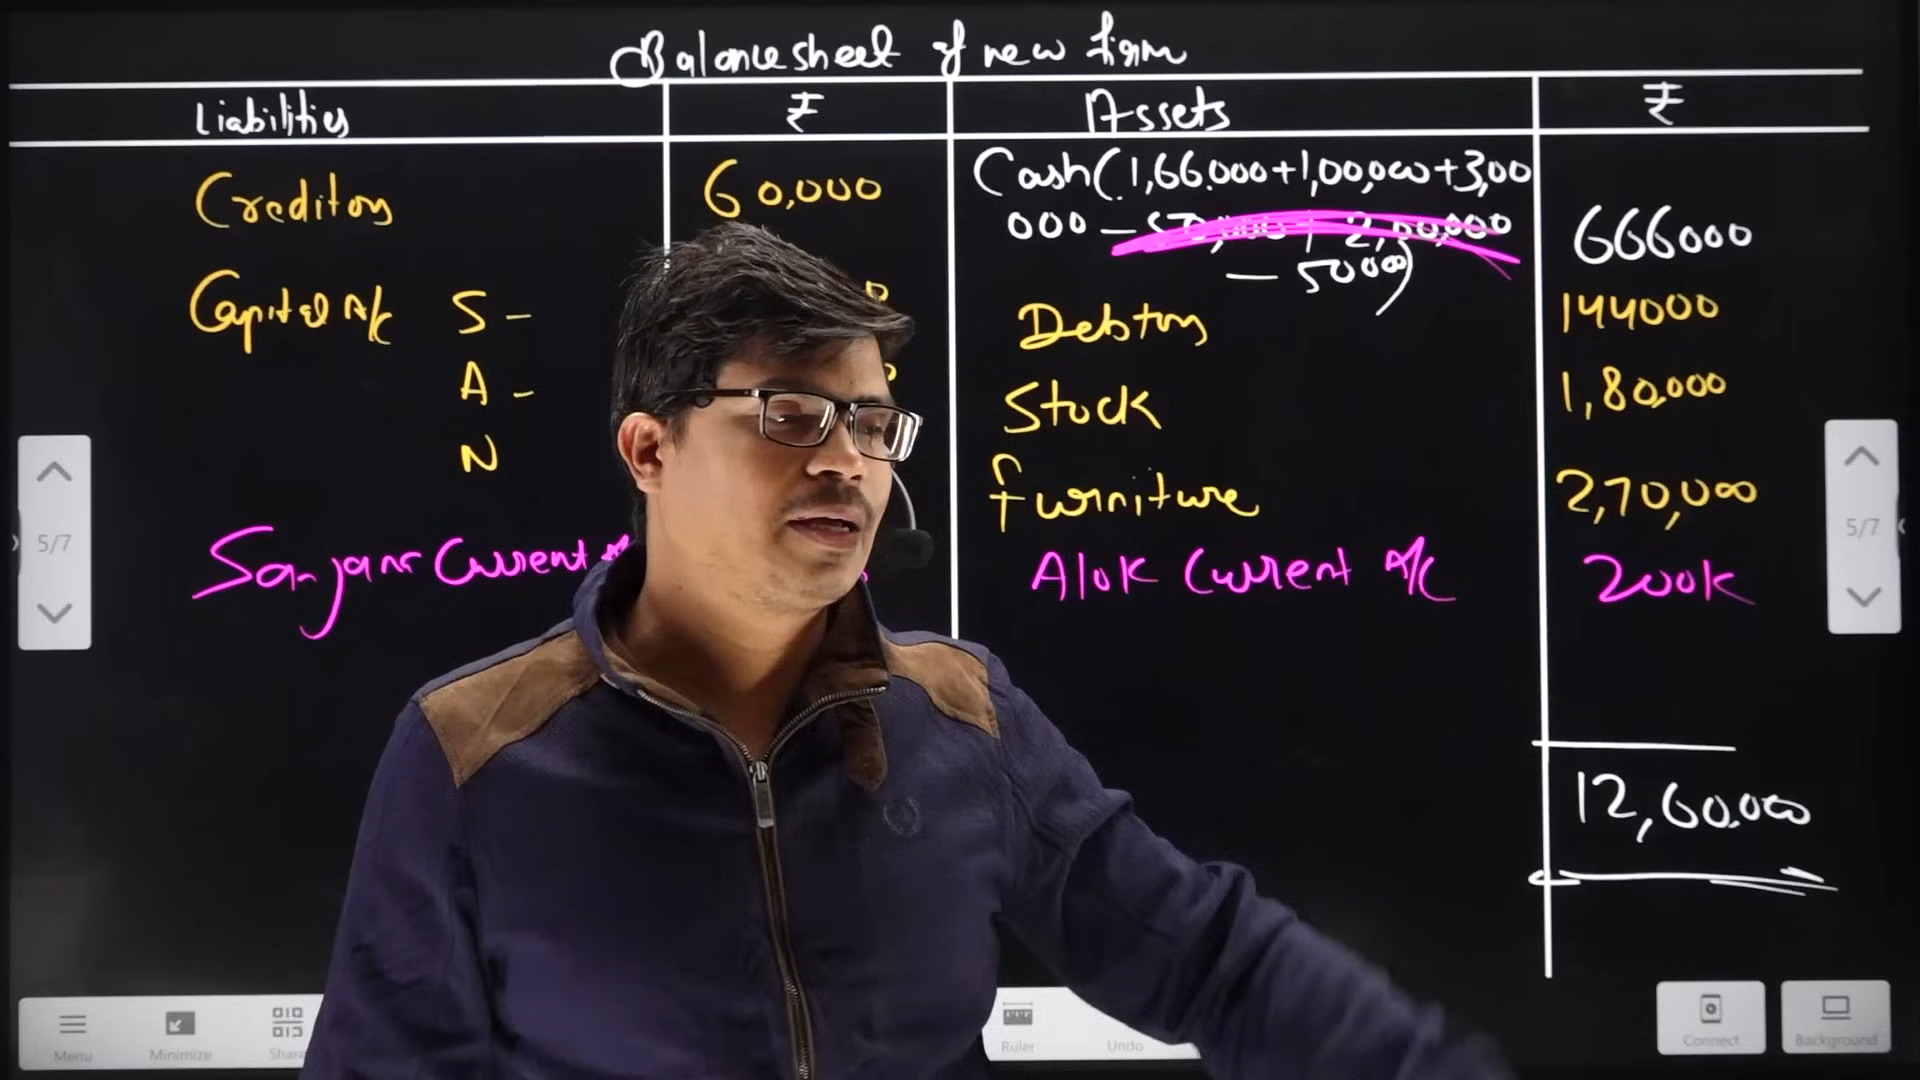 Balance sheet of new firm
Liabilities ₹ Assets ₹
Creditors 60,000 Cash (1,66,000+1,00,000+3,00
000 – – 50000) 666000
Capital A/c S – Debtors 144000
A – Stock 1,80,000
N Furniture 2,70,000
Sanjana Current Alok Current A/c 200K
12,60,000
5/7
5/7
Menu Minimize Share Ruler Undo Connect Background